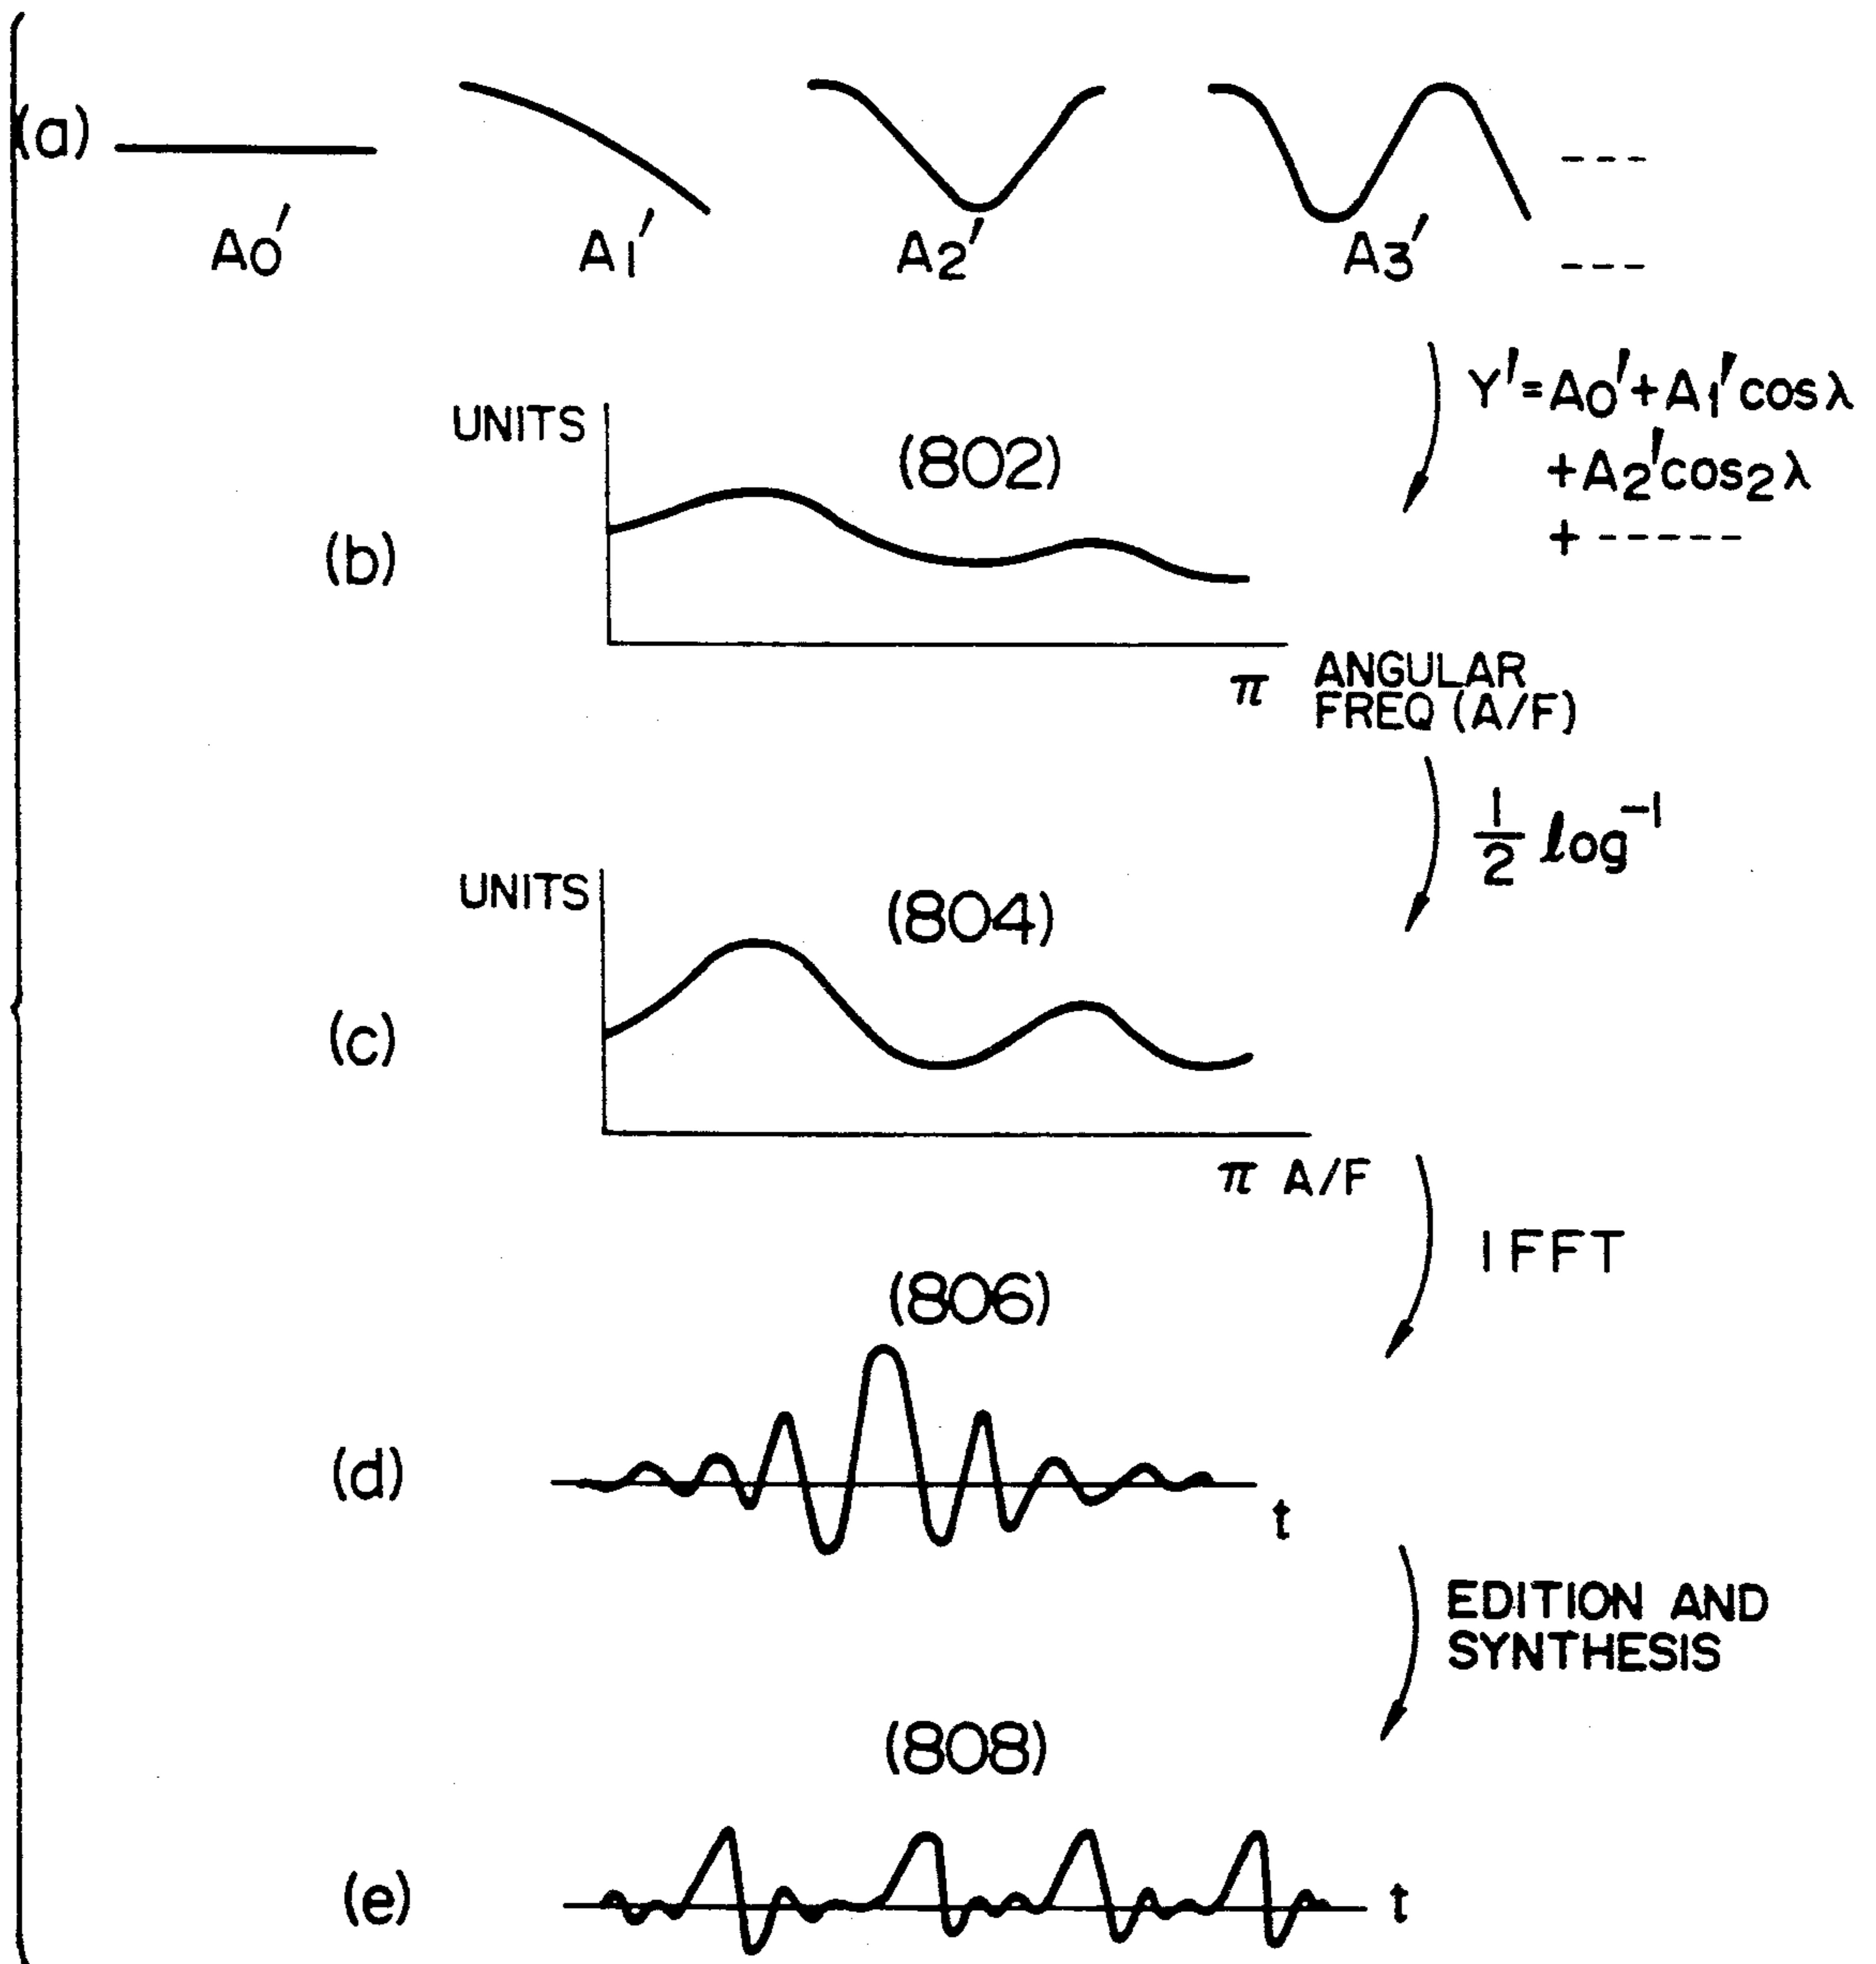 (a)
A0' A1' A2' A3' ---
---
Y'=A0'+A1'cosλ
+A2'cos2λ
+-----
UNITS
(802)
(b)
π ANGULAR
FREQ (A/F)
1/2 log⁻¹
UNITS
(804)
(c)
π A/F
IFFT
(806)
(d)
t
EDITION AND
SYNTHESIS
(808)
(e)
t